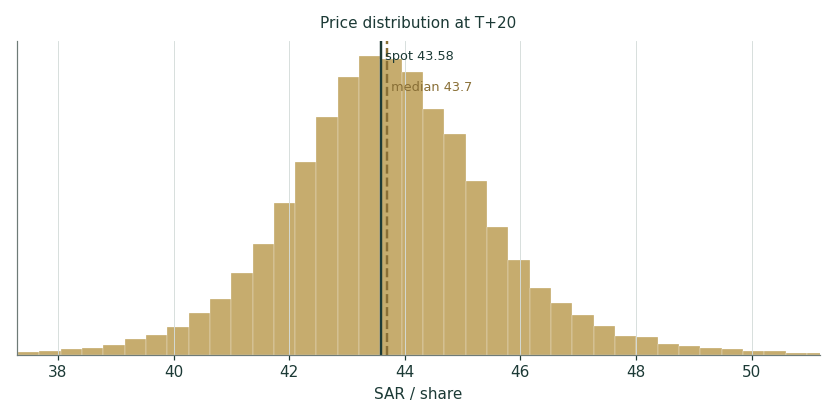 Price distribution at T+20
spot 43.58
median 43.7
38 40 42 44 46 48 50
SAR / share